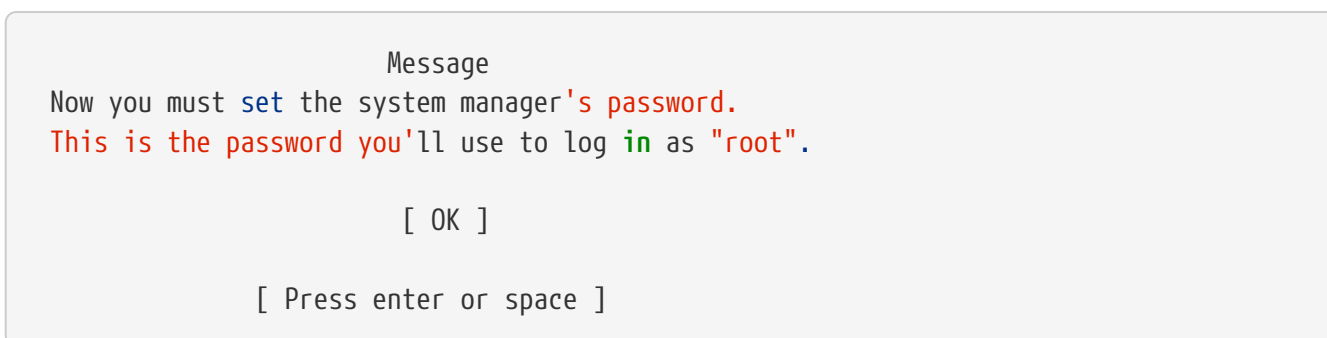 Message
Now you must set the system manager's password.
This is the password you'll use to log in as "root".
[ OK ]
[ Press enter or space ]